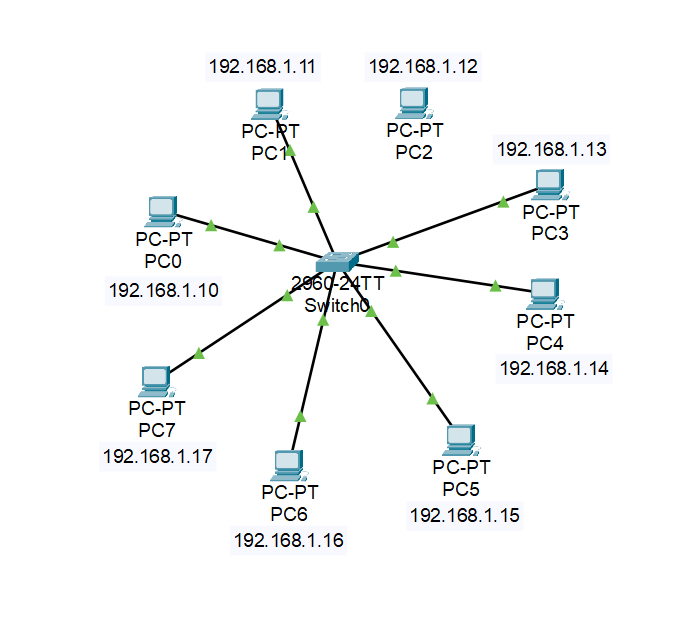 192.168.1.11
PC-PT
PC1
192.168.1.12
PC-PT
PC2
192.168.1.13
PC-PT
PC3
PC-PT
PC0
192.168.1.10
2960-24TT
Switch0
PC-PT
PC4
192.168.1.14
PC-PT
PC7
192.168.1.17
PC-PT
PC5
192.168.1.15
PC-PT
PC6
192.168.1.16